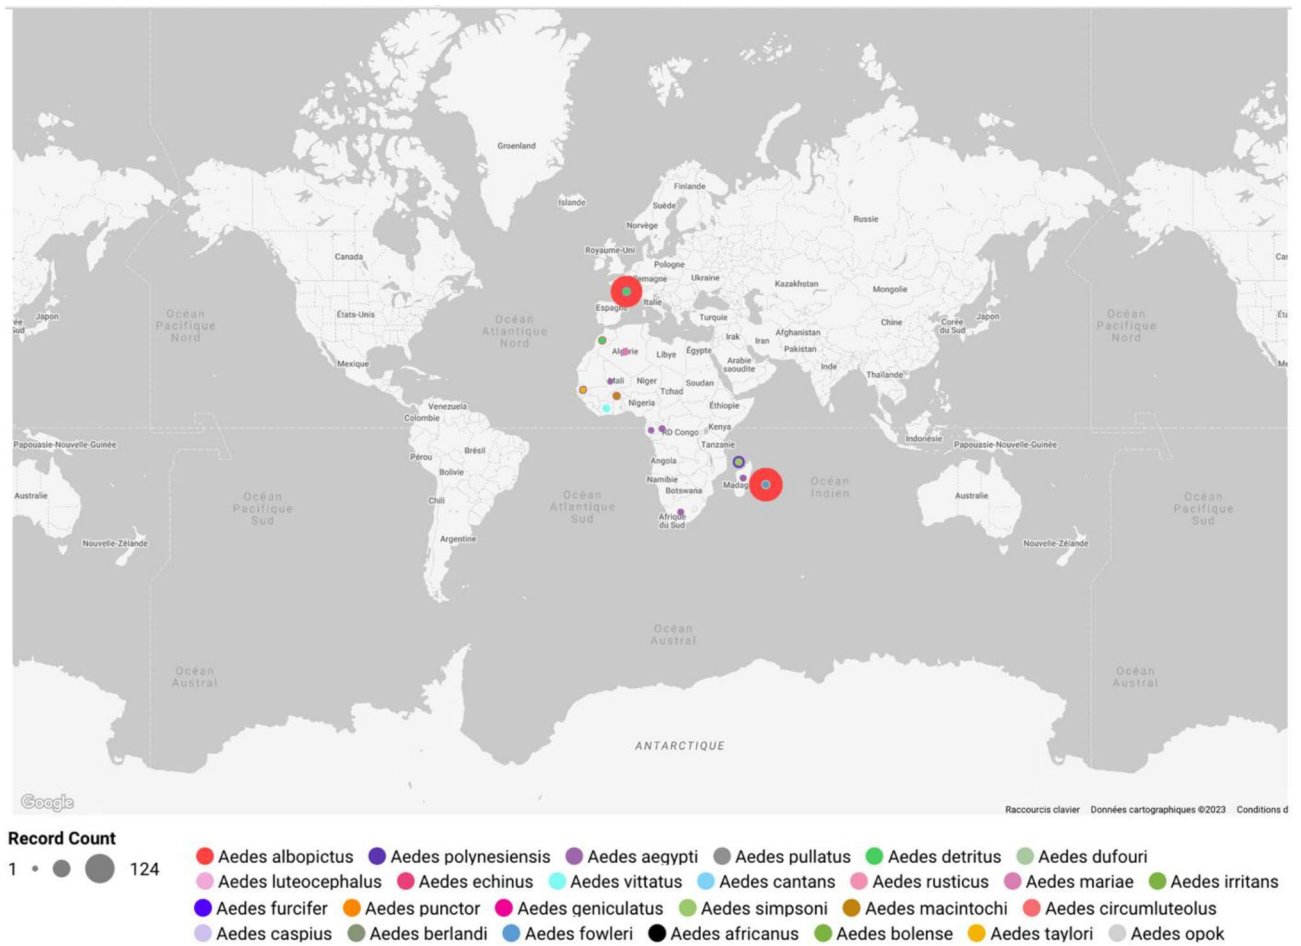 Groenland
Islande
Finlande
Suède
Norvège
Russie
Royaume-Uni
Canada
Pologne
lemagne
Ukraine
Kazakhstan
Mongolie
Italie
Espagne
États-Unis
Turquie
Chine
Corée
du Sud
Japon
Japon
Océan
Pacifique
Nord
Océan
Atlantique
Nord
Océan
Pacifique
Nord
Irak
Iran
Afghanistan
Pakistan
Algérie
Libye
Égypte
Arabie
saoudite
Inde
Mexique
Thaïlande
Mali
Niger
Tchad
Soudan
Nigeria
Éthiopie
Venezuela
Colombie
Kenya
RD Congo
Tanzanie
Indonésie
Papouasie-Nouvelle-Guinée
Papouasie-Nouvelle-Guinée
Brésil
Pérou
Bolivie
Angola
Namibie
Botswana
Madag
Océan
Indien
Australie
Australie
Océan
Pacifique
Sud
Océan
Atlantique
Sud
Océan
Pacifique
Sud
Chili
Argentine
Afrique
du Sud
Nouvelle-Zélande
Nouvelle-Zélande
Océan
Austral
Océan
Austral
Océan
Austral
ANTARCTIQUE
Google
Raccourcis clavier Données cartographiques ©2023 Conditions d
Record Count
1 124
Aedes albopictus Aedes polynesiensis Aedes aegypti Aedes pullatus Aedes detritus Aedes dufouri
Aedes luteocephalus Aedes echinus Aedes vittatus Aedes cantans Aedes rusticus Aedes mariae Aedes irritans
Aedes furcifer Aedes punctor Aedes geniculatus Aedes simpsoni Aedes macintochi Aedes circumluteolus
Aedes caspius Aedes berlandi Aedes fowleri Aedes africanus Aedes bolense Aedes taylori Aedes opok